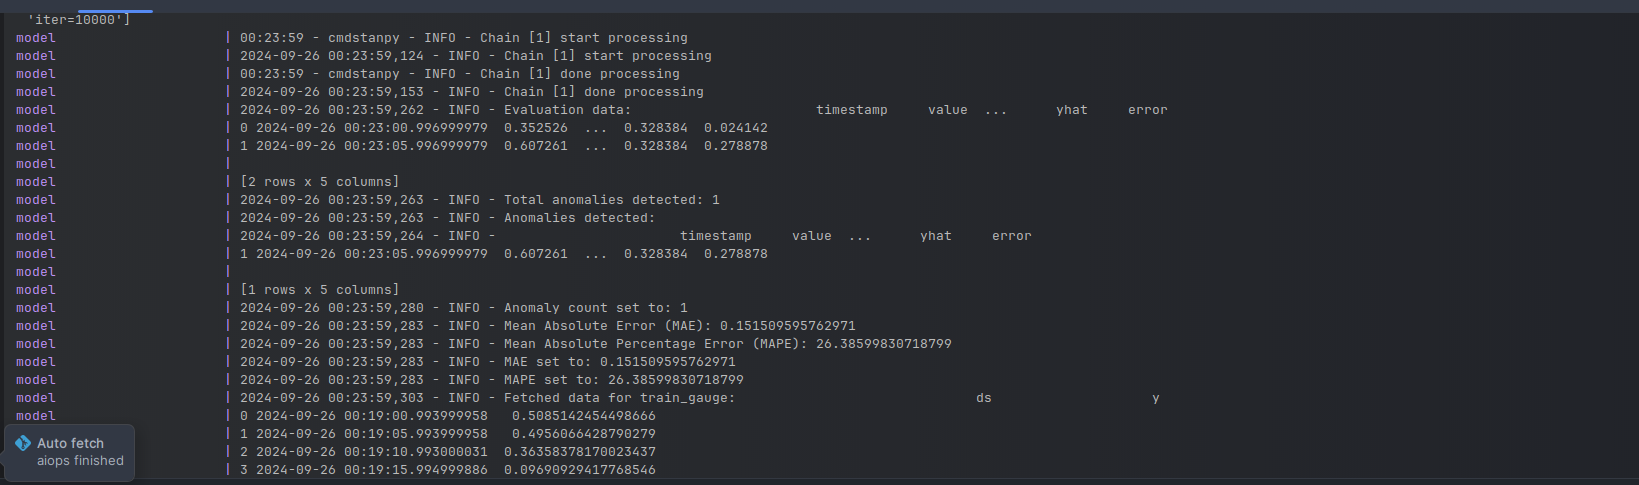 'iter=10000']
model | 00:23:59 - cmdstanpy - INFO - Chain [1] start processing
model | 2024-09-26 00:23:59,124 - INFO - Chain [1] start processing
model | 00:23:59 - cmdstanpy - INFO - Chain [1] done processing
model | 2024-09-26 00:23:59,153 - INFO - Chain [1] done processing
model | 2024-09-26 00:23:59,262 - INFO - Evaluation data: timestamp value ... yhat error
model | 0 2024-09-26 00:23:00.996999979 0.352526 ... 0.328384 0.024142
model | 1 2024-09-26 00:23:05.996999979 0.607261 ... 0.328384 0.278878
model |
model | [2 rows x 5 columns]
model | 2024-09-26 00:23:59,263 - INFO - Total anomalies detected: 1
model | 2024-09-26 00:23:59,263 - INFO - Anomalies detected:
model | 2024-09-26 00:23:59,264 - INFO - timestamp value ... yhat error
model | 1 2024-09-26 00:23:05.996999979 0.607261 ... 0.328384 0.278878
model |
model | [1 rows x 5 columns]
model | 2024-09-26 00:23:59,280 - INFO - Anomaly count set to: 1
model | 2024-09-26 00:23:59,283 - INFO - Mean Absolute Error (MAE): 0.151509595762971
model | 2024-09-26 00:23:59,283 - INFO - Mean Absolute Percentage Error (MAPE): 26.38599830718799
model | 2024-09-26 00:23:59,283 - INFO - MAE set to: 0.151509595762971
model | 2024-09-26 00:23:59,283 - INFO - MAPE set to: 26.38599830718799
model | 2024-09-26 00:23:59,303 - INFO - Fetched data for train_gauge: ds y
model | 0 2024-09-26 00:19:00.993999958 0.5085142454498666
| 1 2024-09-26 00:19:05.993999958 0.4956066428790279
| 2 2024-09-26 00:19:10.993000031 0.36358378170023437
| 3 2024-09-26 00:19:15.994999886 0.09690929417768546
Auto fetch
aiops finished